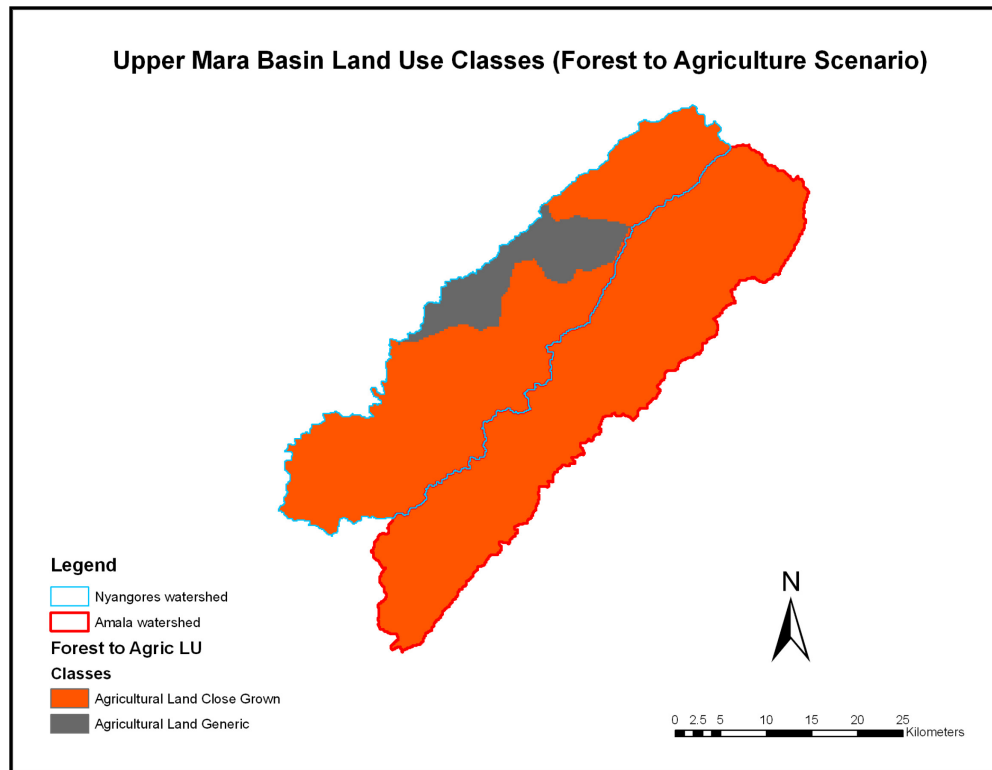 Upper Mara Basin Land Use Classes (Forest to Agriculture Scenario)
Legend
Nyangores watershed
Amala watershed
Forest to Agric LU
Classes
Agricultural Land Close Grown
Agricultural Land Generic
N
0 2.5 5 10 15 20 25
Kilometers